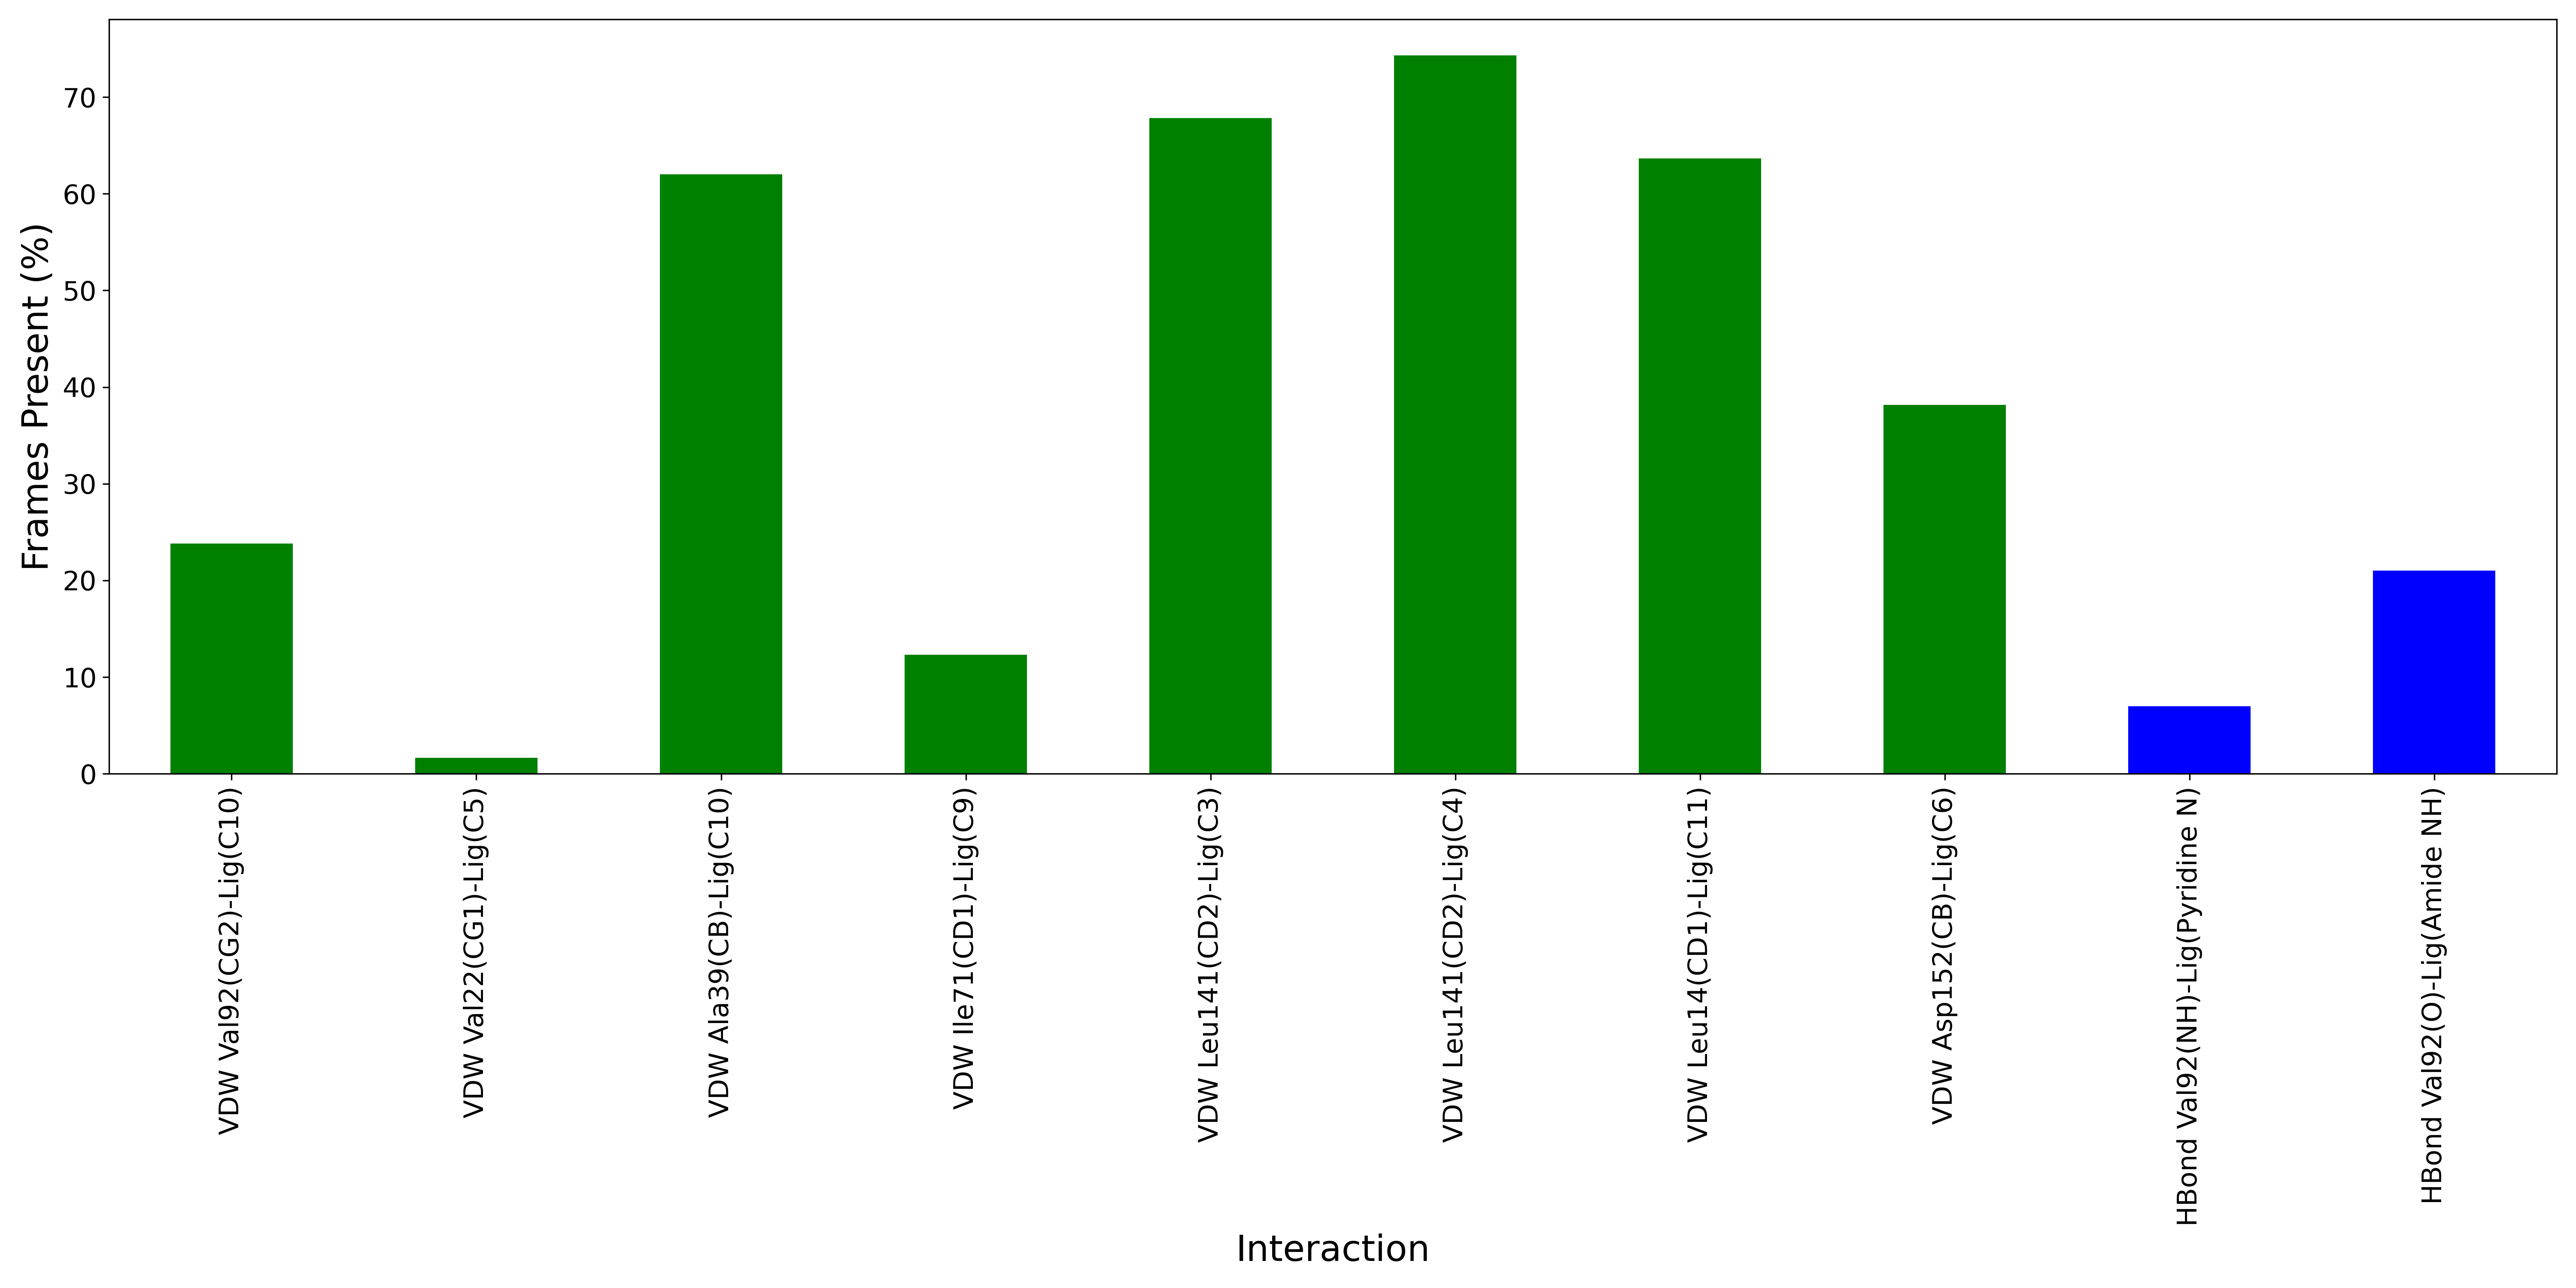 Frames Present (%)
70
60
50
40
30
20
10
0
VDW Val92(CG2)-Lig(C10)
VDW Val22(CG1)-Lig(C5)
VDW Ala39(CB)-Lig(C10)
VDW Ile71(CD1)-Lig(C9)
VDW Leu141(CD2)-Lig(C3)
VDW Leu141(CD2)-Lig(C4)
VDW Leu14(CD1)-Lig(C11)
VDW Asp152(CB)-Lig(C6)
HBond Val92(NH)-Lig(Pyridine N)
HBond Val92(O)-Lig(Amide NH)
Interaction